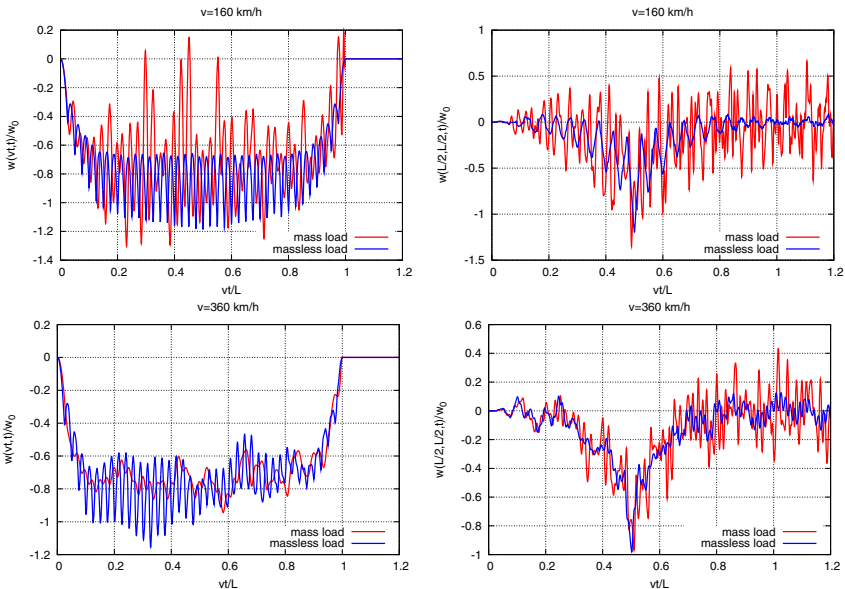 v=160 km/h
0.2
0
-0.2
-0.4
-0.6
-0.8
-1
-1.2
-1.4
w(vt,t)/w0
mass load
massless load
0 0.2 0.4 0.6 0.8 1 1.2
vt/L
v=160 km/h
1
0.5
0
-0.5
-1
-1.5
w(L/2,L/2,t)/w0
mass load
massless load
0 0.2 0.4 0.6 0.8 1 1.2
vt/L
v=360 km/h
0.2
0
-0.2
-0.4
-0.6
-0.8
-1
-1.2
w(vt,t)/w0
mass load
massless load
0 0.2 0.4 0.6 0.8 1 1.2
vt/L
v=360 km/h
0.6
0.4
0.2
0
-0.2
-0.4
-0.6
-0.8
-1
w(L/2,L/2,t)/w0
mass load
massless load
0 0.2 0.4 0.6 0.8 1 1.2
vt/L